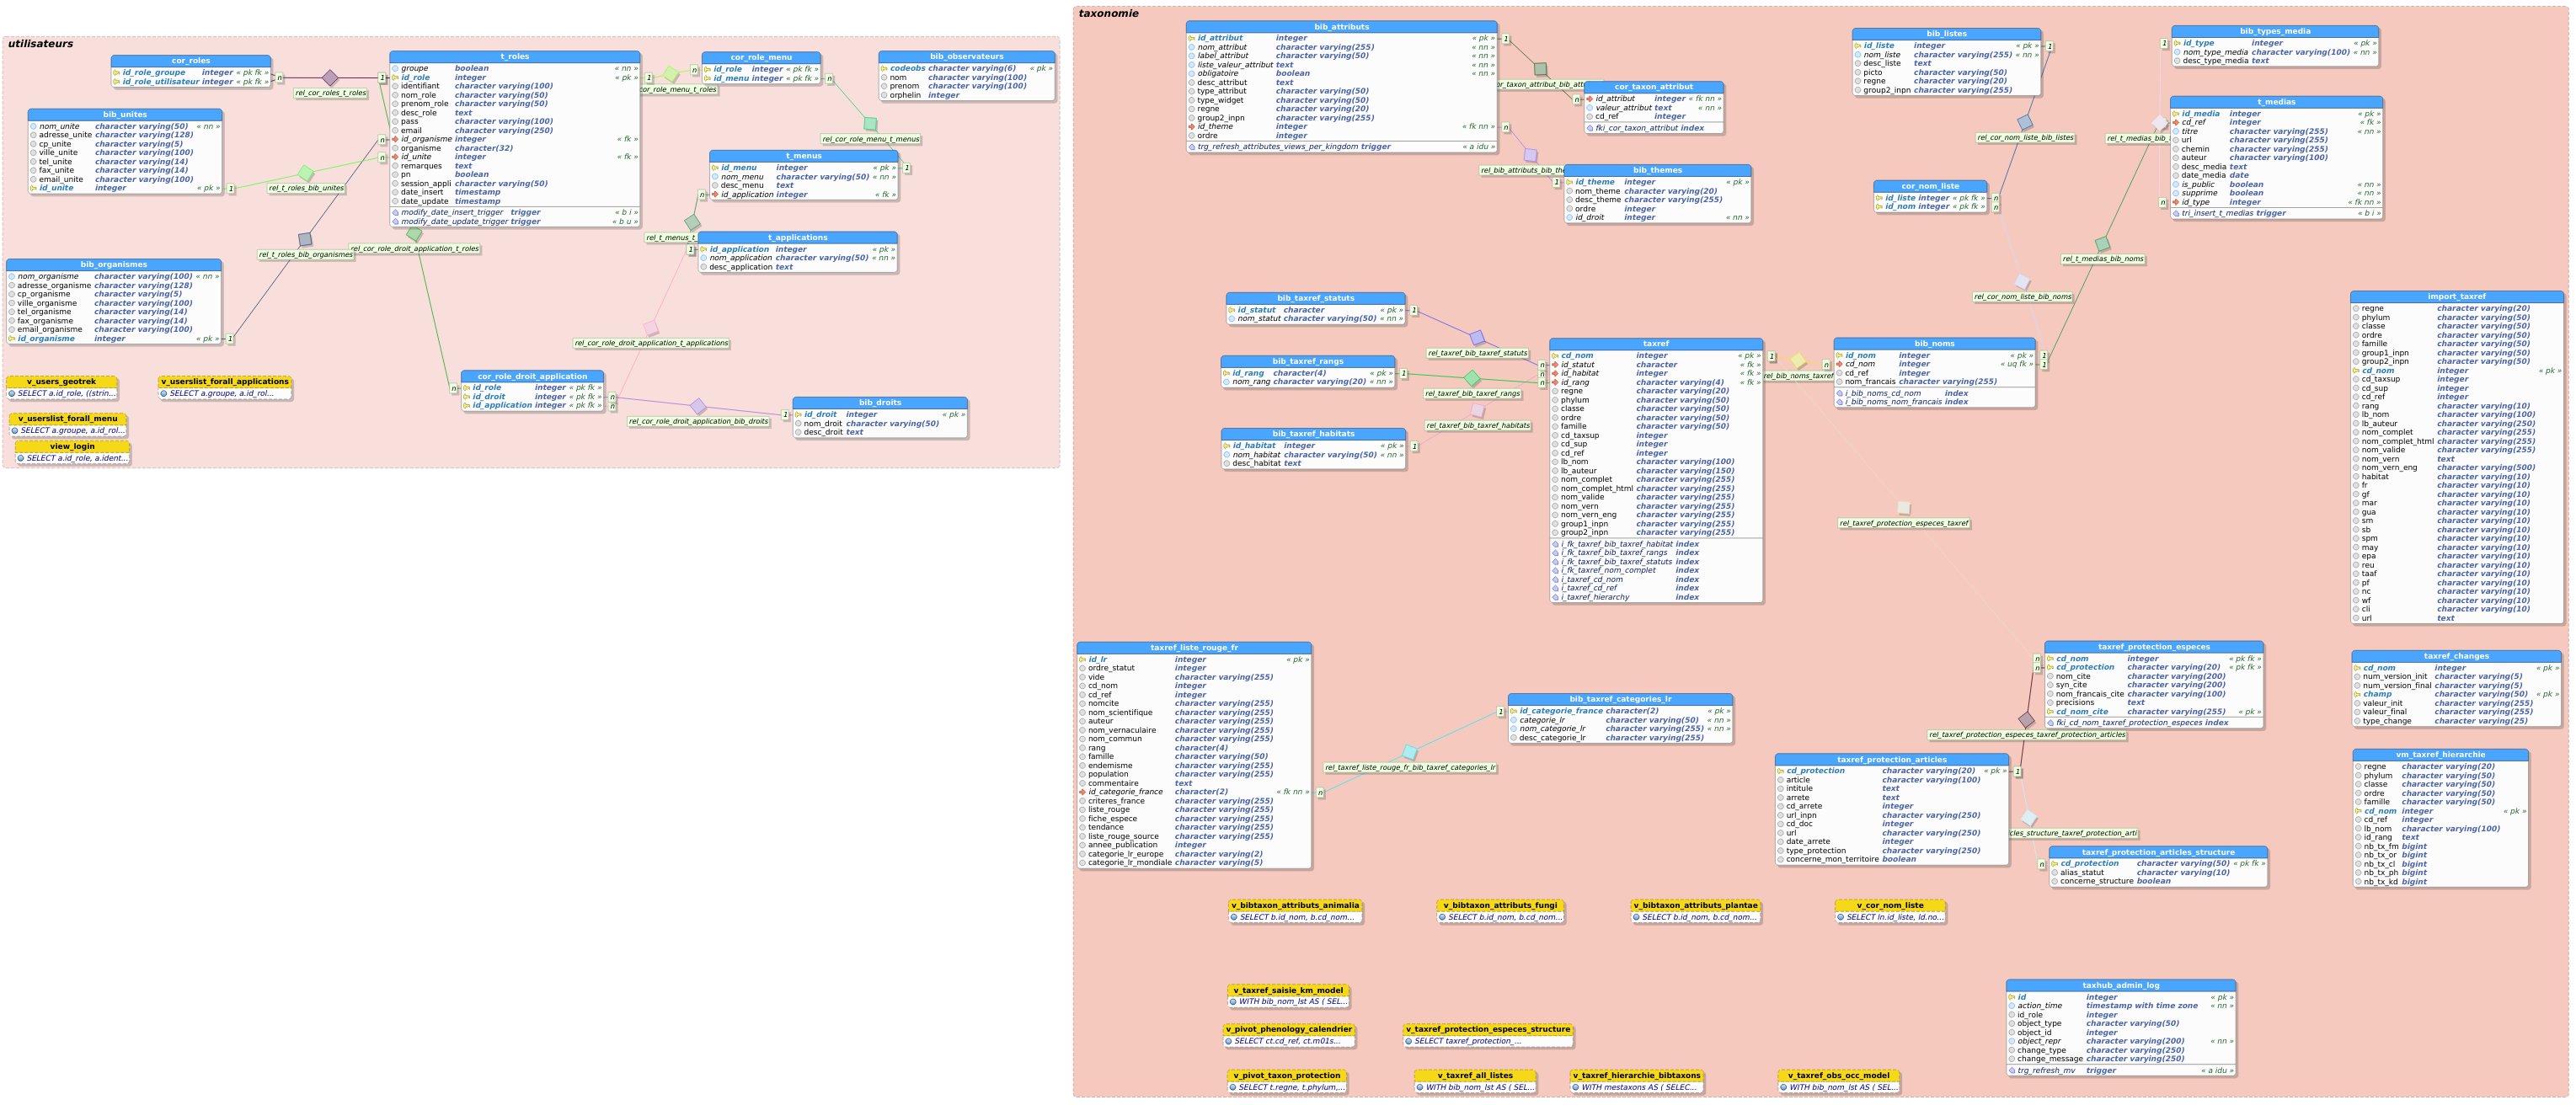 utilisateurs
cor_roles
id_role_groupe integer « pk fk »
id_role_utilisateur integer « pk fk »
rel_cor_roles_t_roles
bib_unites
nom_unite character varying(50) « nn »
adresse_unite character varying(128)
cp_unite character varying(5)
ville_unite character varying(100)
tel_unite character varying(14)
fax_unite character varying(14)
email_unite character varying(100)
id_unite integer « pk »
rel_t_roles_bib_unites
bib_organismes
nom_organisme character varying(100) « nn »
adresse_organisme character varying(128)
cp_organisme character varying(5)
ville_organisme character varying(100)
tel_organisme character varying(14)
fax_organisme character varying(14)
email_organisme character varying(100)
id_organisme integer « pk »
rel_t_roles_bib_organismes
t_roles
groupe boolean « nn »
id_role integer « pk »
identifiant character varying(100)
nom_role character varying(50)
prenom_role character varying(50)
desc_role text
pass character varying(100)
email character varying(250)
id_organisme integer « fk »
organisme character(32)
id_unite integer « fk »
remarques text
pn boolean
session_appli character varying(50)
date_insert timestamp
date_update timestamp
modify_date_insert_trigger trigger « b i »
modify_date_update_trigger trigger « b u »
rel_cor_role_droit_application_t_roles
cor_role_menu_t_roles
cor_role_menu
id_role integer « pk fk »
id_menu integer « pk fk »
rel_cor_role_menu_t_menus
bib_observateurs
codeobs character varying(6) « pk »
nom character varying(100)
prenom character varying(100)
orphelin integer
t_menus
id_menu integer « pk »
nom_menu character varying(50) « nn »
desc_menu text
id_application integer « fk »
rel_t_menus_t
t_applications
id_application integer « pk »
nom_application character varying(50) « nn »
desc_application text
rel_cor_role_droit_application_t_applications
cor_role_droit_application
id_role integer « pk fk »
id_droit integer « pk fk »
id_application integer « pk fk »
rel_cor_role_droit_application_bib_droits
bib_droits
id_droit integer « pk »
nom_droit character varying(50)
desc_droit text
v_users_geotrek
SELECT a.id_role, ((strin...
v_userslist_forall_applications
SELECT a.groupe, a.id_rol...
v_userslist_forall_menu
SELECT a.groupe, a.id_rol...
view_login
SELECT a.id_role, a.ident...
taxonomie
bib_attributs
id_attribut integer « pk »
nom_attribut character varying(255) « nn »
label_attribut character varying(50) « nn »
liste_valeur_attribut text « nn »
obligatoire boolean « nn »
desc_attribut text
type_attribut character varying(50)
type_widget character varying(50)
regne character varying(20)
group2_inpn character varying(255)
id_theme integer « fk nn »
ordre integer
trg_refresh_attributes_views_per_kingdom trigger « a idu »
cor_taxon_attribut
id_attribut integer « fk nn »
valeur_attribut text « nn »
cd_ref integer
fki_cor_taxon_attribut index
bib_themes
id_theme integer « pk »
nom_theme character varying(20)
desc_theme character varying(255)
ordre integer
id_droit integer « nn »
rel_bib_attributs_bib_the
bib_listes
id_liste integer « pk »
nom_liste character varying(255) « nn »
desc_liste text
picto character varying(50)
regne character varying(20)
group2_inpn character varying(255)
rel_cor_nom_liste_bib_listes
cor_nom_liste
id_liste integer « pk fk »
id_nom integer « pk fk »
rel_cor_nom_liste_bib_noms
bib_types_media
id_type integer « pk »
nom_type_media character varying(100) « nn »
desc_type_media text
t_medias
id_media integer « pk »
cd_ref integer « fk »
titre character varying(255) « nn »
url character varying(255)
chemin character varying(255)
auteur character varying(100)
desc_media text
date_media date
is_public boolean « nn »
supprime boolean « nn »
id_type integer « fk nn »
tri_insert_t_medias trigger « b i »
rel_t_medias_bib_
rel_t_medias_bib_noms
bib_taxref_statuts
id_statut character « pk »
nom_statut character varying(50) « nn »
rel_taxref_bib_taxref_statuts
bib_taxref_rangs
id_rang character(4) « pk »
nom_rang character varying(20) « nn »
rel_taxref_bib_taxref_rangs
bib_taxref_habitats
id_habitat integer « pk »
nom_habitat character varying(50) « nn »
desc_habitat text
rel_taxref_bib_taxref_habitats
taxref
cd_nom integer « pk »
id_statut character « fk »
id_habitat integer « fk »
id_rang character varying(4) « fk »
regne character varying(20)
phylum character varying(50)
classe character varying(50)
ordre character varying(50)
famille character varying(50)
cd_taxsup integer
cd_sup integer
cd_ref integer
lb_nom character varying(100)
lb_auteur character varying(150)
nom_complet character varying(255)
nom_complet_html character varying(255)
nom_valide character varying(255)
nom_vern character varying(255)
nom_vern_eng character varying(255)
group1_inpn character varying(255)
group2_inpn character varying(255)
i_fk_taxref_bib_taxref_habitat index
i_fk_taxref_bib_taxref_rangs index
i_fk_taxref_bib_taxref_statuts index
i_fk_taxref_nom_complet index
i_taxref_cd_nom index
i_taxref_cd_ref index
i_taxref_hierarchy index
rel_bib_noms_taxref
bib_noms
id_nom integer « pk »
cd_nom integer « uq fk »
cd_ref integer
nom_francais character varying(255)
i_bib_noms_cd_nom index
i_bib_noms_nom_francais index
rel_taxref_protection_especes_taxref
import_taxref
regne character varying(20)
phylum character varying(50)
classe character varying(50)
ordre character varying(50)
famille character varying(50)
group1_inpn character varying(50)
group2_inpn character varying(50)
cd_nom integer « pk »
cd_taxsup integer
cd_sup integer
cd_ref integer
rang character varying(10)
lb_nom character varying(100)
lb_auteur character varying(250)
nom_complet character varying(255)
nom_complet_html character varying(255)
nom_valide character varying(255)
nom_vern text
nom_vern_eng character varying(500)
habitat character varying(10)
fr character varying(10)
gf character varying(10)
mar character varying(10)
gua character varying(10)
sm character varying(10)
sb character varying(10)
spm character varying(10)
may character varying(10)
epa character varying(10)
reu character varying(10)
taaf character varying(10)
pf character varying(10)
nc character varying(10)
wf character varying(10)
cli character varying(10)
url text
taxref_liste_rouge_fr
id_lr integer « pk »
ordre_statut integer
vide character varying(255)
cd_nom integer
cd_ref integer
nomcite character varying(255)
nom_scientifique character varying(255)
auteur character varying(255)
nom_vernaculaire character varying(255)
nom_commun character varying(255)
rang character(4)
famille character varying(50)
endemisme character varying(255)
population character varying(255)
commentaire text
id_categorie_france character(2) « fk nn »
criteres_france character varying(255)
liste_rouge character varying(255)
fiche_espece character varying(255)
tendance character varying(255)
liste_rouge_source character varying(255)
annee_publication integer
categorie_lr_europe character varying(2)
categorie_lr_mondiale character varying(5)
rel_taxref_liste_rouge_fr_bib_taxref_categories_lr
bib_taxref_categories_lr
id_categorie_france character(2) « pk »
categorie_lr character varying(50) « nn »
nom_categorie_lr character varying(255) « nn »
desc_categorie_lr character varying(255)
taxref_protection_especes
cd_nom integer « pk fk »
cd_protection character varying(20) « pk fk »
nom_cite character varying(200)
syn_cite character varying(200)
nom_francais_cite character varying(100)
precisions text
cd_nom_cite character varying(255) « pk »
fki_cd_nom_taxref_protection_especes index
rel_taxref_protection_especes_taxref_protection_articles
taxref_protection_articles
cd_protection character varying(20) « pk »
article character varying(100)
intitule text
arrete text
cd_arrete integer
url_inpn character varying(250)
cd_doc integer
url character varying(250)
date_arrete integer
type_protection character varying(250)
concerne_mon_territoire boolean
cles_structure_taxref_protection_arti
taxref_protection_articles_structure
cd_protection character varying(50) « pk fk »
alias_statut character varying(10)
concerne_structure boolean
taxref_changes
cd_nom integer « pk »
num_version_init character varying(5)
num_version_final character varying(5)
champ character varying(50) « pk »
valeur_init character varying(255)
valeur_final character varying(255)
type_change character varying(25)
vm_taxref_hierarchie
regne character varying(20)
phylum character varying(50)
classe character varying(50)
ordre character varying(50)
famille character varying(50)
cd_nom integer « pk »
cd_ref integer
lb_nom character varying(100)
id_rang text
nb_tx_fm bigint
nb_tx_or bigint
nb_tx_cl bigint
nb_tx_ph bigint
nb_tx_kd bigint
v_bibtaxon_attributs_animalia
SELECT b.id_nom, b.cd_nom...
v_bibtaxon_attributs_fungi
SELECT b.id_nom, b.cd_nom...
v_bibtaxon_attributs_plantae
SELECT b.id_nom, b.cd_nom...
v_cor_nom_liste
SELECT ln.id_liste, ld.no...
v_taxref_saisie_km_model
WITH bib_nom_lst AS ( SEL...
v_pivot_phenology_calendrier
SELECT ct.cd_ref, ct.m01s...
v_taxref_protection_especes_structure
SELECT taxref_protection_...
v_pivot_taxon_protection
SELECT t.regne, t.phylum,...
v_taxref_all_listes
WITH bib_nom_lst AS ( SEL...
v_taxref_hierarchie_bibtaxons
WITH mestaxons AS ( SELEC...
v_taxref_obs_occ_model
WITH bib_nom_lst AS ( SEL...
taxhub_admin_log
id integer « pk »
action_time timestamp with time zone « nn »
id_role integer
object_type character varying(50)
object_id integer
object_repr character varying(200) « nn »
change_type character varying(250)
change_message character varying(250)
trg_refresh_mv trigger « a idu »